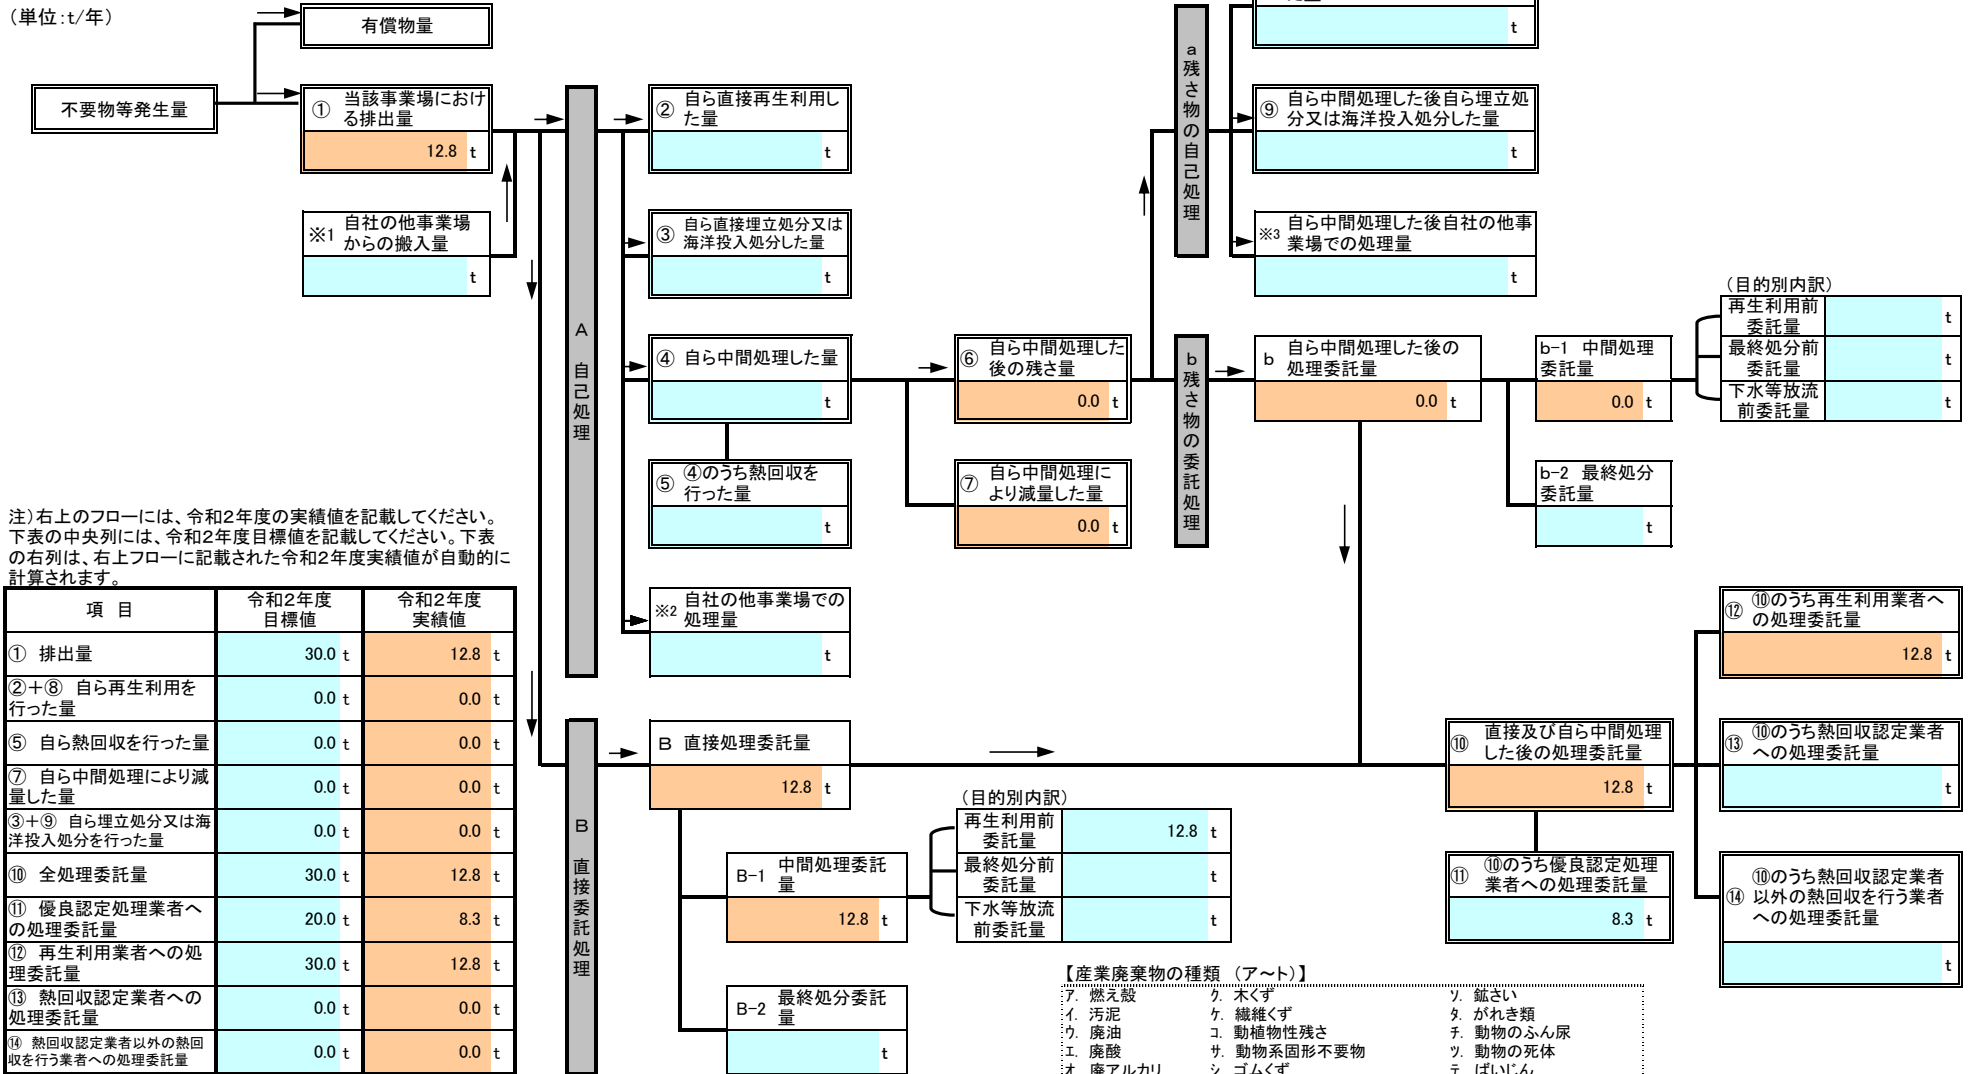 (単位:t/年)
有償物量
不要物等発生量
① 当該事業場におけ
る排出量
12.8 t
※1 自社の他事業場
からの搬入量
t
A 自己処理
② 自ら直接再生利用し
た量
t
③ 自ら直接埋立処分又は
海洋投入処分した量
t
④ 自ら中間処理した量
t
⑤ ④のうち熱回収を
行った量
t
※2 自社の他事業場での
処理量
t
⑥ 自ら中間処理した
後の残さ量
0.0 t
⑦ 自ら中間処理に
より減量した量
0.0 t
a 残さ物の自己処理
t
⑨ 自ら中間処理した後自ら埋立処
分又は海洋投入処分した量
t
※3 自ら中間処理した後自社の他事
業場での処理量
t
b 残さ物の委託処理
b 自ら中間処理した後の
処理委託量
0.0 t
b-1 中間処理
委託量
0.0 t
b-2 最終処分
委託量
t
(目的別内訳)
再生利用前
委託量
t
最終処分前
委託量
t
下水等放流
前委託量
t
注)右上のフローには、令和2年度の実績値を記載してください。
下表の中央列には、令和2年度目標値を記載してください。下表
の右列は、右上フローに記載された令和2年度実績値が自動的に
計算されます。
項 目 令和2年度 目標値 令和2年度 実績値
① 排出量 30.0 t 12.8 t
②+⑧ 自ら再生利用を
行った量 0.0 t 0.0 t
⑤ 自ら熱回収を行った量 0.0 t 0.0 t
⑦ 自ら中間処理により減
量した量 0.0 t 0.0 t
③+⑨ 自ら埋立処分又は海
洋投入処分を行った量 0.0 t 0.0 t
⑩ 全処理委託量 30.0 t 12.8 t
⑪ 優良認定処理業者へ
の処理委託量 20.0 t 8.3 t
⑫ 再生利用業者への処
理委託量 30.0 t 12.8 t
⑬ 熱回収認定業者への
処理委託量 0.0 t 0.0 t
⑭ 熱回収認定業者以外の熱回
収を行う業者への処理委託量 0.0 t 0.0 t
B 直接委託処理
B 直接処理委託量
12.8 t
B-1 中間処理委託
量
12.8 t
B-2 最終処分委託
量
t
(目的別内訳)
再生利用前
委託量
12.8 t
最終処分前
委託量
t
下水等放流
前委託量
t
⑩ 直接及び自ら中間処理
した後の処理委託量
12.8 t
⑪ ⑩のうち優良認定処理
業者への処理委託量
8.3 t
⑫ ⑩のうち再生利用業者へ
の処理委託量
12.8 t
⑬ ⑩のうち熱回収認定業者
への処理委託量
t
⑭ ⑩のうち熱回収認定業者
以外の熱回収を行う業者
への処理委託量
t
【産業廃棄物の種類 (ア~ト)】
ア. 燃え殻 ク. 木くず ソ. 鉱さい
イ. 汚泥 ケ. 繊維くず タ. がれき類
ウ. 廃油 コ. 動植物性残さ チ. 動物のふん尿
エ. 廃酸 サ. 動物系固形不要物 ツ. 動物の死体
オ. 廃アルカリ シ. ゴムくず テ. ばいじん